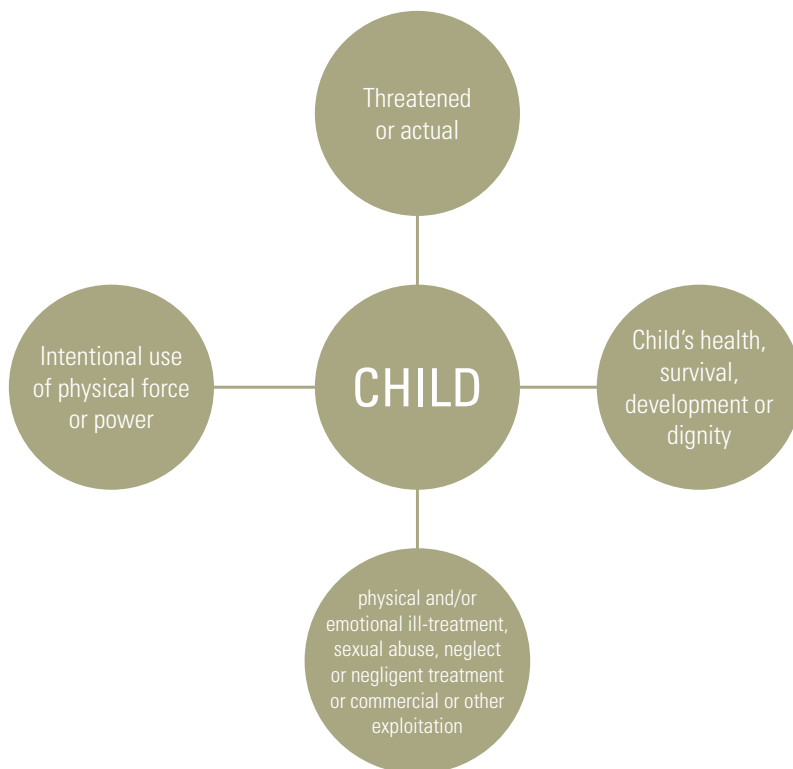 Threatened
or actual
Intentional use
of physical force
or power
CHILD
Child’s health,
survival,
development or
dignity
physical and/or
emotional ill-treatment,
sexual abuse, neglect
or negligent treatment
or commercial or other
exploitation